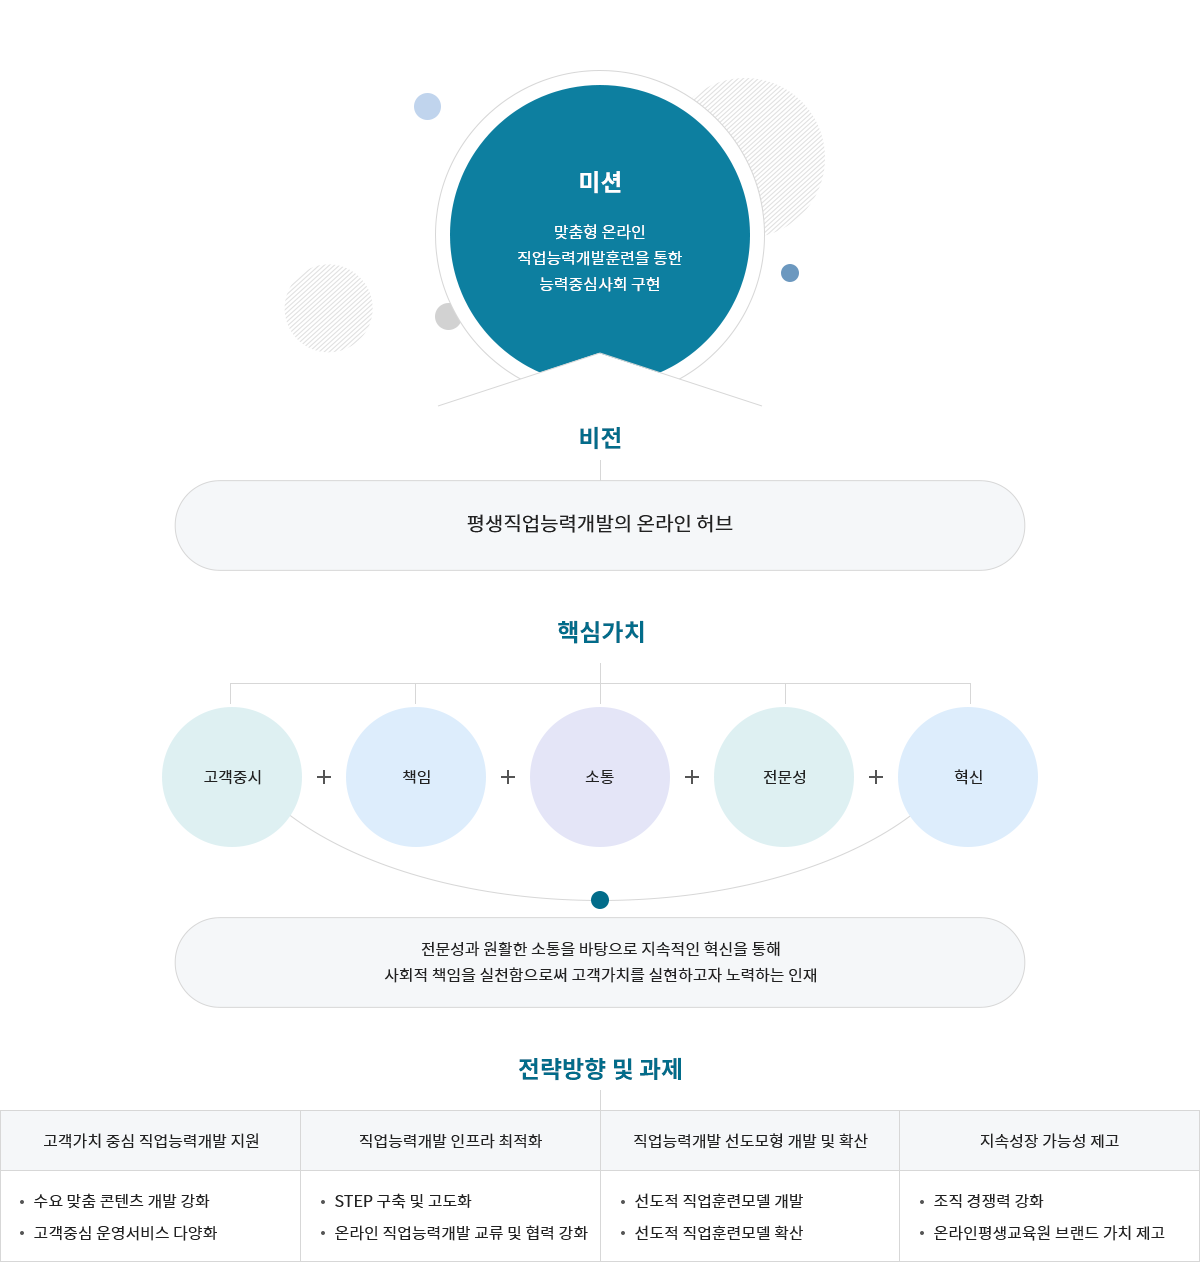 미션
맞춤형 온라인
직업능력개발훈련을 통한
능력중심사회 구현
비전
평생직업능력개발의 온라인 허브
핵심가치
고객중시 + 책임 + 소통 + 전문성 + 혁신
전문성과 원활한 소통을 바탕으로 지속적인 혁신을 통해
사회적 책임을 실천함으로써 고객가치를 실현하고자 노력하는 인재
전략방향 및 과제
고객가치 중심 직업능력개발 지원
• 수요 맞춤 콘텐츠 개발 강화
• 고객중심 운영서비스 다양화
직업능력개발 인프라 최적화
• STEP 구축 및 고도화
• 온라인 직업능력개발 교류 및 협력 강화
직업능력개발 선도모형 개발 및 확산
• 선도적 직업훈련모델 개발
• 선도적 직업훈련모델 확산
지속성장 가능성 제고
• 조직 경쟁력 강화
• 온라인평생교육원 브랜드 가치 제고